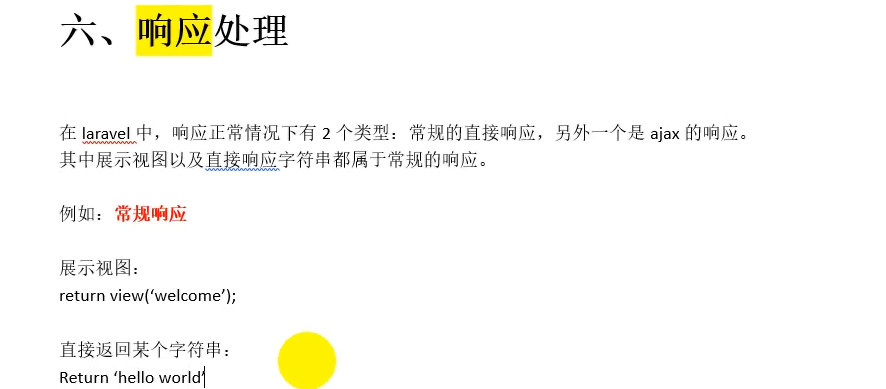 六、响应处理
在 laravel 中，响应正常情况下有 2 个类型：常规的直接响应，另外一个是 ajax 的响应。
其中展示视图以及直接响应字符串都属于常规的响应。
例如：常规响应
展示视图：
return view(‘welcome’);
直接返回某个字符串：
Return ‘hello world’